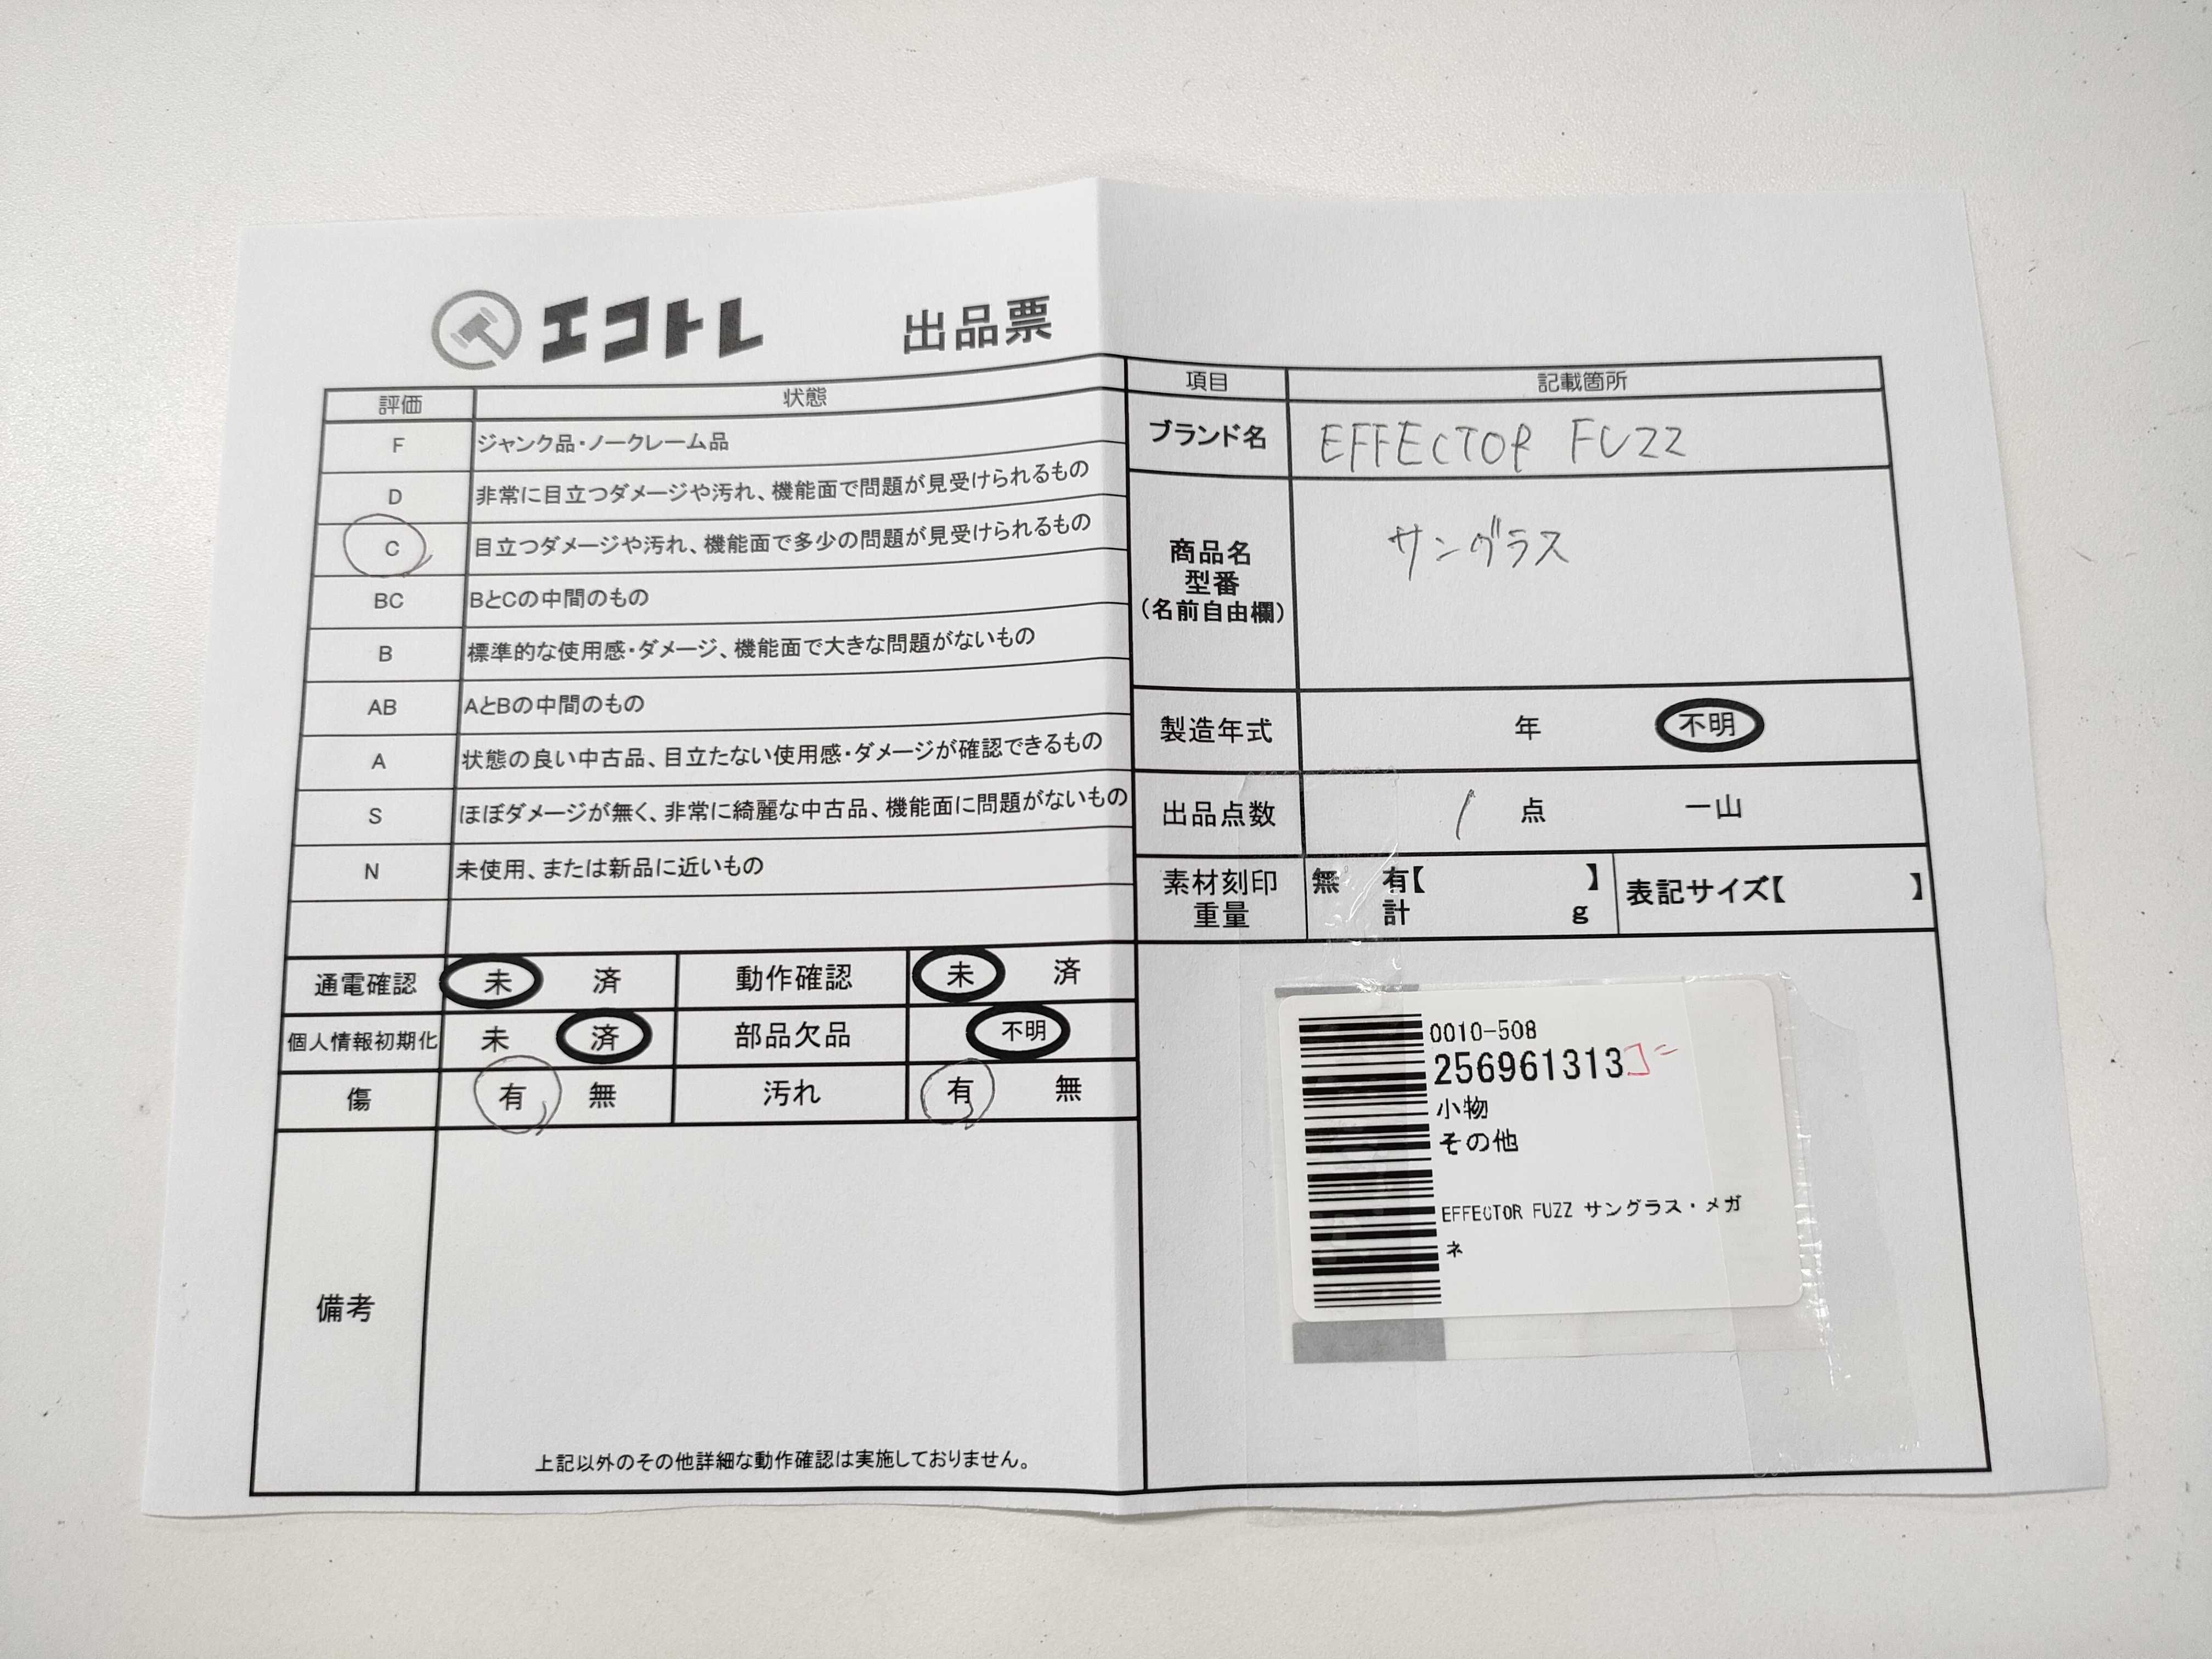 エコトレ 出品票
評価 状態
F ジャンク品・ノークレーム品
D 非常に目立つダメージや汚れ、機能面で問題が見受けられるもの
C 目立つダメージや汚れ、機能面で多少の問題が見受けられるもの
BC BとCの中間のもの
B 標準的な使用感・ダメージ、機能面で大きな問題がないもの
AB AとBの中間のもの
A 状態の良い中古品、目立たない使用感・ダメージが確認できるもの
S ほぼダメージが無く、非常に綺麗な中古品、機能面に問題がないもの
N 未使用、または新品に近いもの
通電確認 未 済 動作確認 未 済
個人情報初期化 未 済 部品欠品 不明
傷 有 無 汚れ 有 無
備考
上記以外のその他詳細な動作確認は実施しておりません。
項目 記載箇所
ブランド名 EFFECTOR FUZZ
商品名
型番
（名前自由欄）
サングラス
製造年式 年 不明
出品点数 1 点 一山
素材刻印 無 有【 】
重量 計 g
表記サイズ【 】
0010-508
256961313
小物
その他
EFFECTOR FUZZ サングラス・メガ
ネ